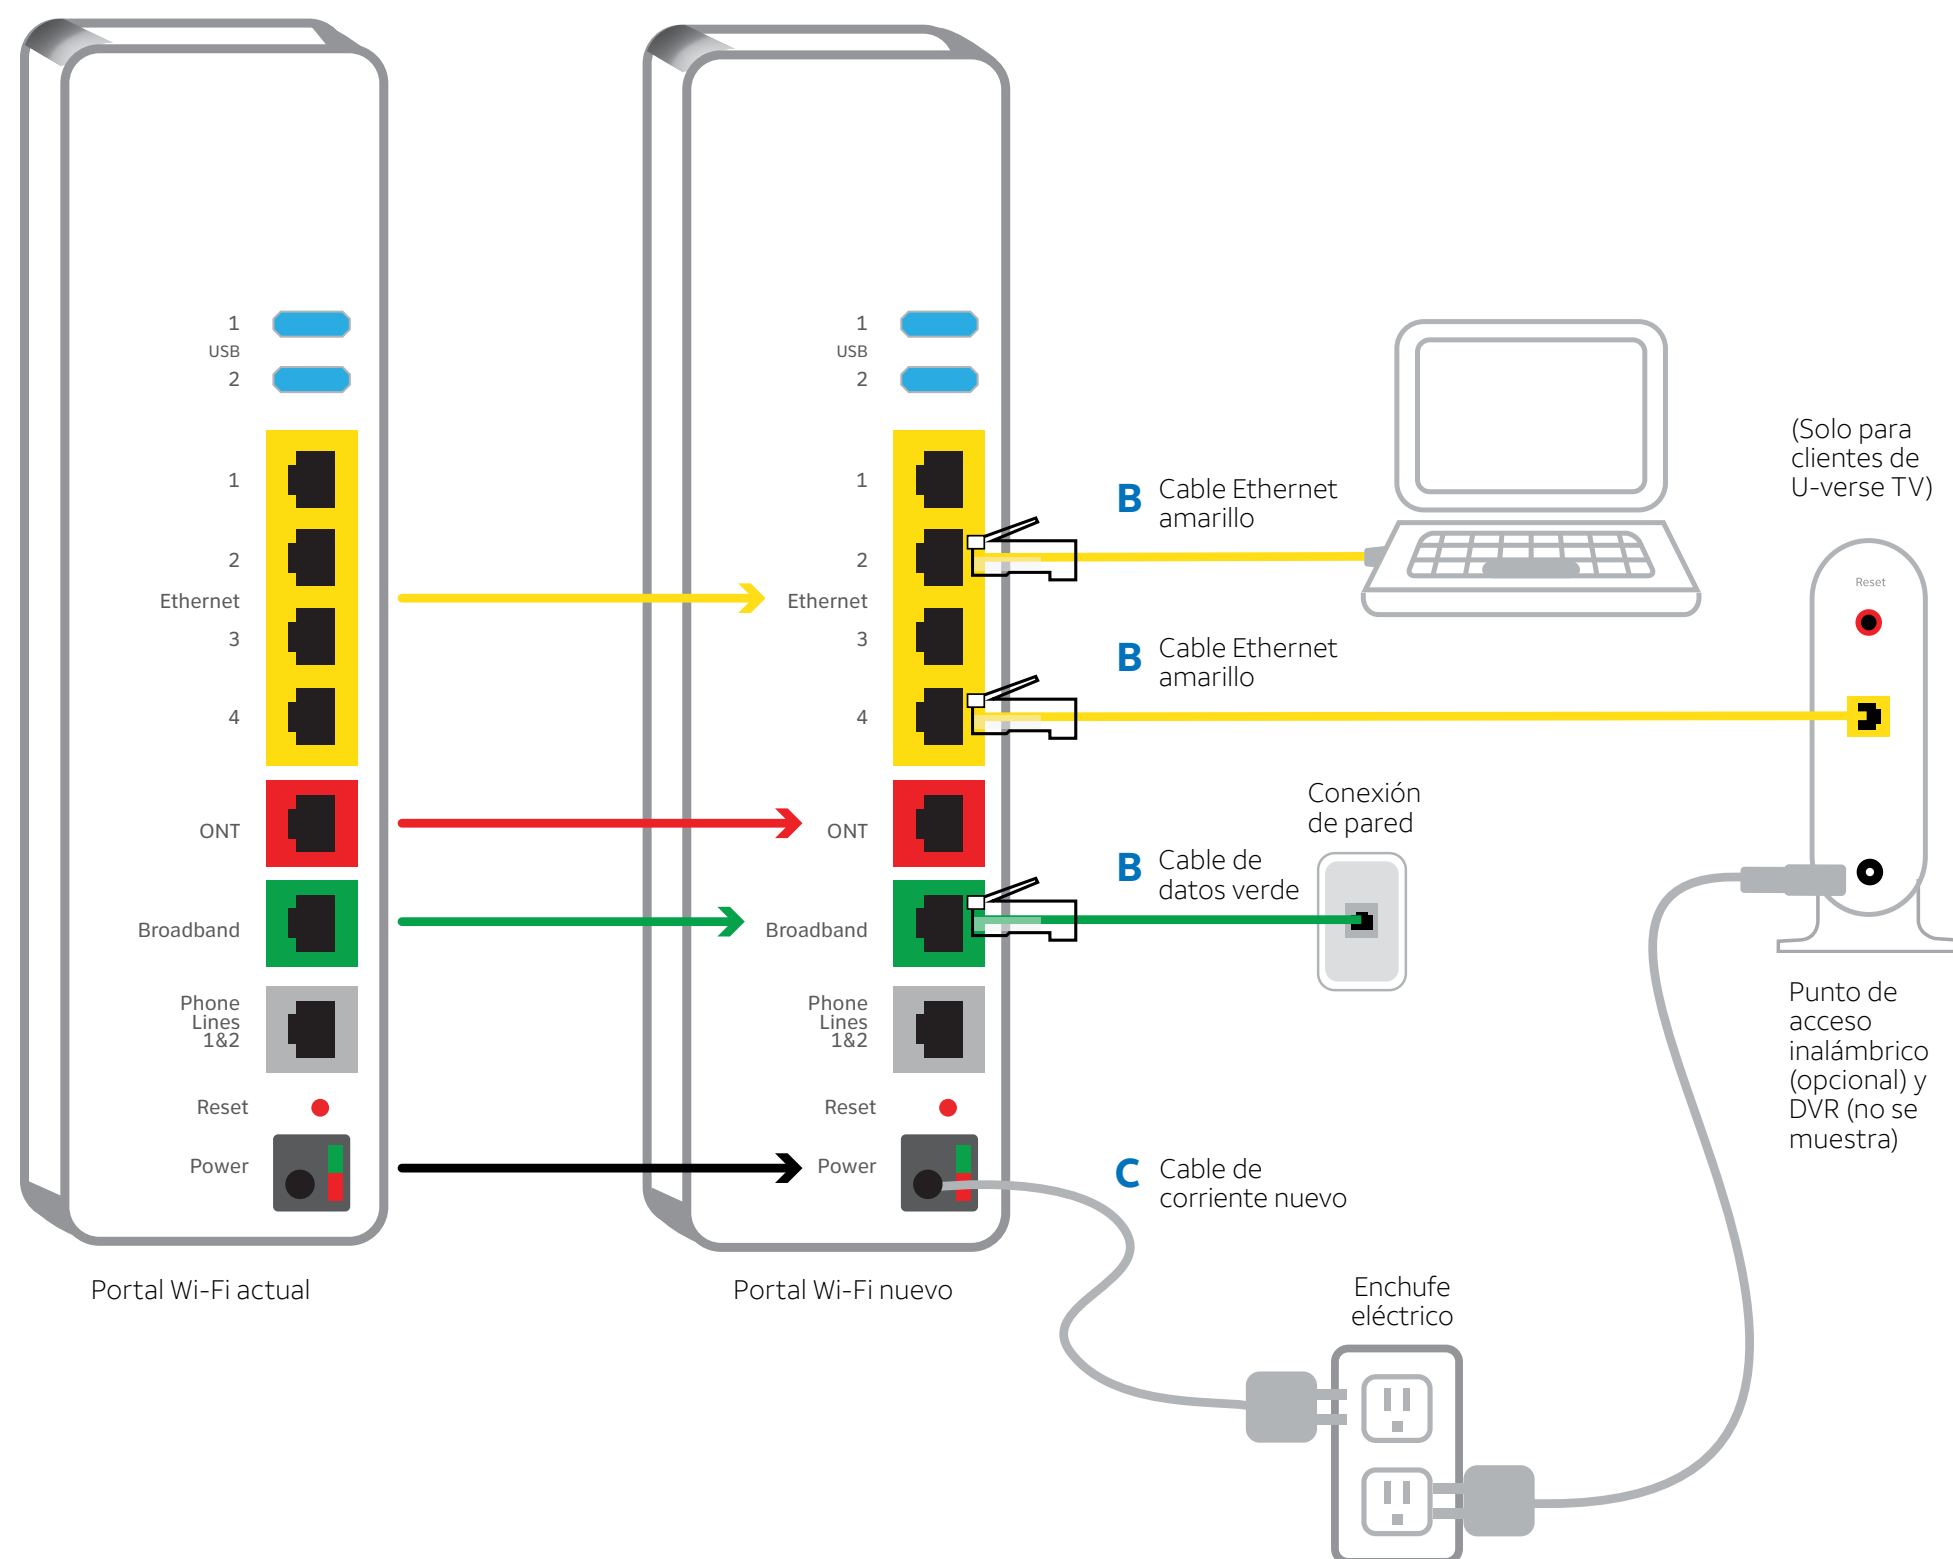 1
USB
2
1
2
Ethernet
3
4
ONT
Broadband
Phone
Lines
1&2
Reset
Power
Portal Wi-Fi actual
1
USB
2
1
2
Ethernet
3
4
ONT
Broadband
Phone
Lines
1&2
Reset
Power
Portal Wi-Fi nuevo
B Cable Ethernet
amarillo
B Cable Ethernet
amarillo
Conexión
de pared
B Cable de
datos verde
C Cable de
corriente nuevo
Enchufe
eléctrico
(Solo para
clientes de
U-verse TV)
Reset
Punto de
acceso
inalámbrico
(opcional) y
DVR (no se
muestra)